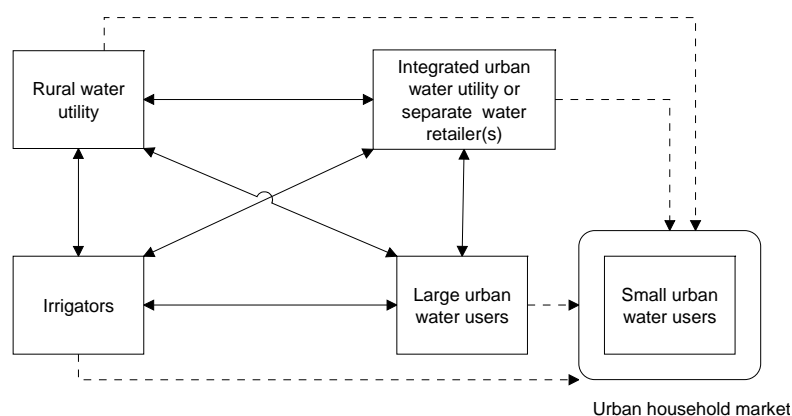 Rural water
utility
Integrated urban
water utility or
separate water
retailer(s)
Irrigators
Large urban
water users
Small urban
water users
Urban household market